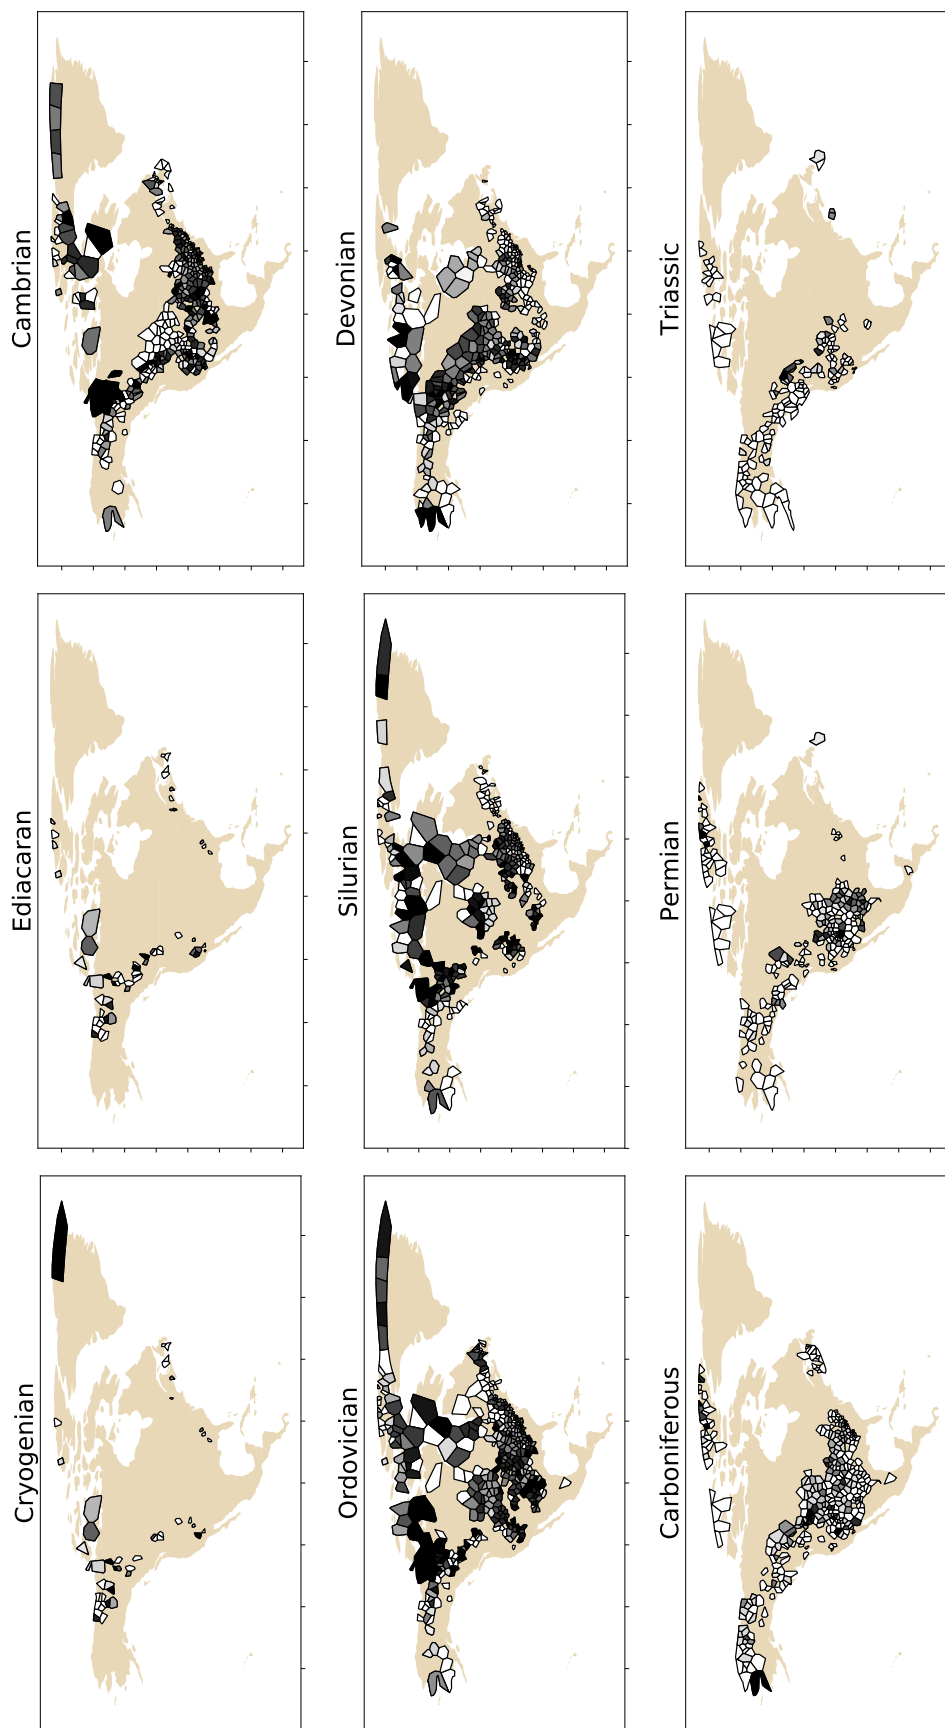 Cryogenian
Ediacaran
Cambrian
Ordovician
Silurian
Devonian
Carboniferous
Permian
Triassic